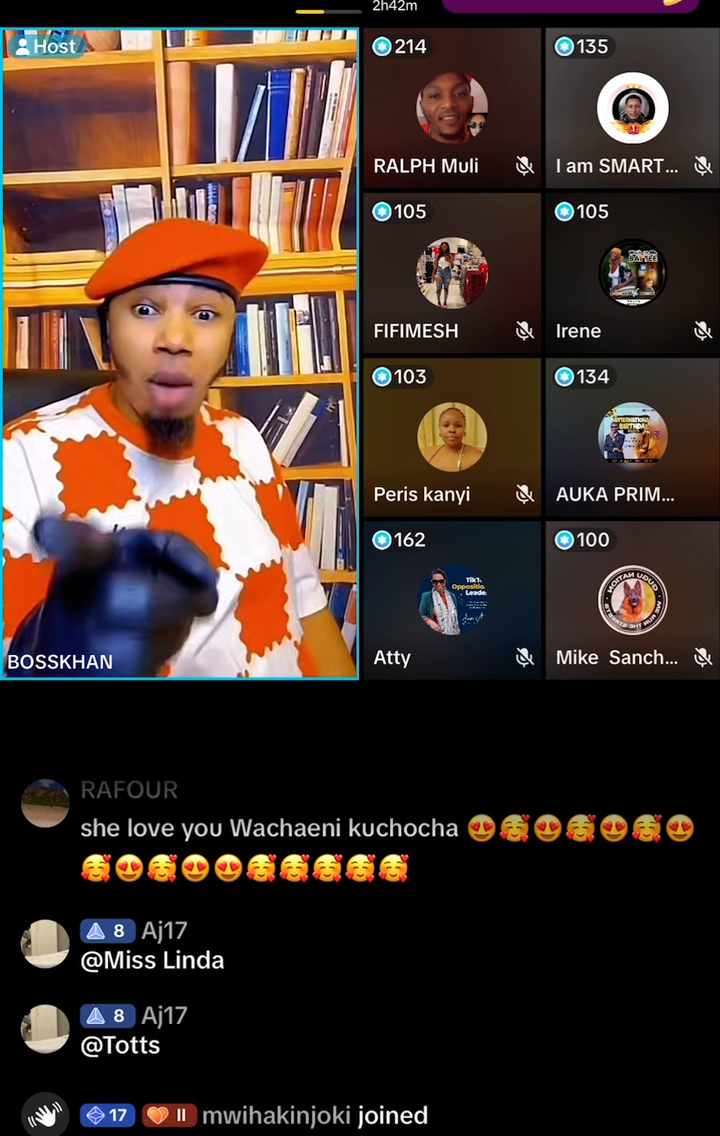 2h42m
Host
214
135
RALPH Muli
I am SMART...
105
105
FIFIMESH
Irene
103
134
Peris kanyi
AUKA PRIM...
162
100
Atty
Mike Sanch...
BOSSKHAN
RAFOUR
she love you Wachaeni kuchocha 😍🥰😍🥰😍🥰😍
🥰😍🥰😍😍🥰🥰🥰🥰🥰
8 Aj17
@Miss Linda
8 Aj17
@Totts
17 II mwihakinjoki joined